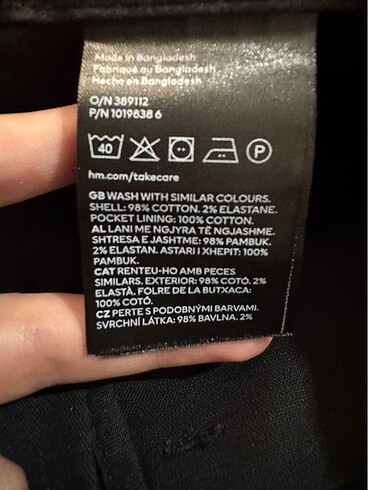 Made in Bangladesh
Fabriqué au Bangladesh
Hecho en Bangladesh
O/N 389112
P/N 1019838 6
40 P
hm.com/takecare
GB WASH WITH SIMILAR COLOURS.
SHELL: 98% COTTON. 2% ELASTANE.
POCKET LINING: 100% COTTON.
AL LANI ME NGJYRA TË NGJASHME.
SHTRESA E JASHTME: 98% PAMBUK.
2% ELASTAN. ASTARI I XHEPIT: 100%
PAMBUK.
CAT RENTEU-HO AMB PECES
SIMILARS. EXTERIOR: 98% COTÓ. 2%
ELASTÀ. FOLRE DE LA BUTXACA:
100% COTÓ.
CZ PERTE S PODOBNÝMI BARVAMI.
SVRCHNÍ LÁTKA: 98% BAVLNA. 2%